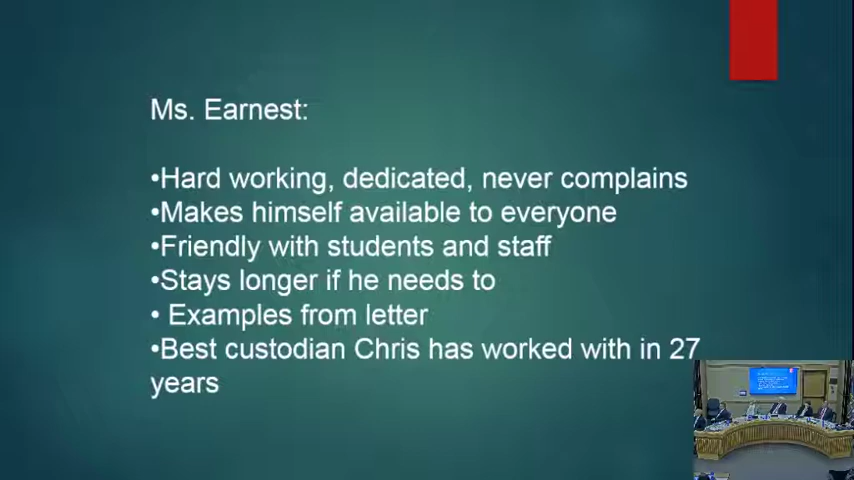 Ms. Earnest:
•Hard working, dedicated, never complains
•Makes himself available to everyone
•Friendly with students and staff
•Stays longer if he needs to
• Examples from letter
•Best custodian Chris has worked with in 27
years